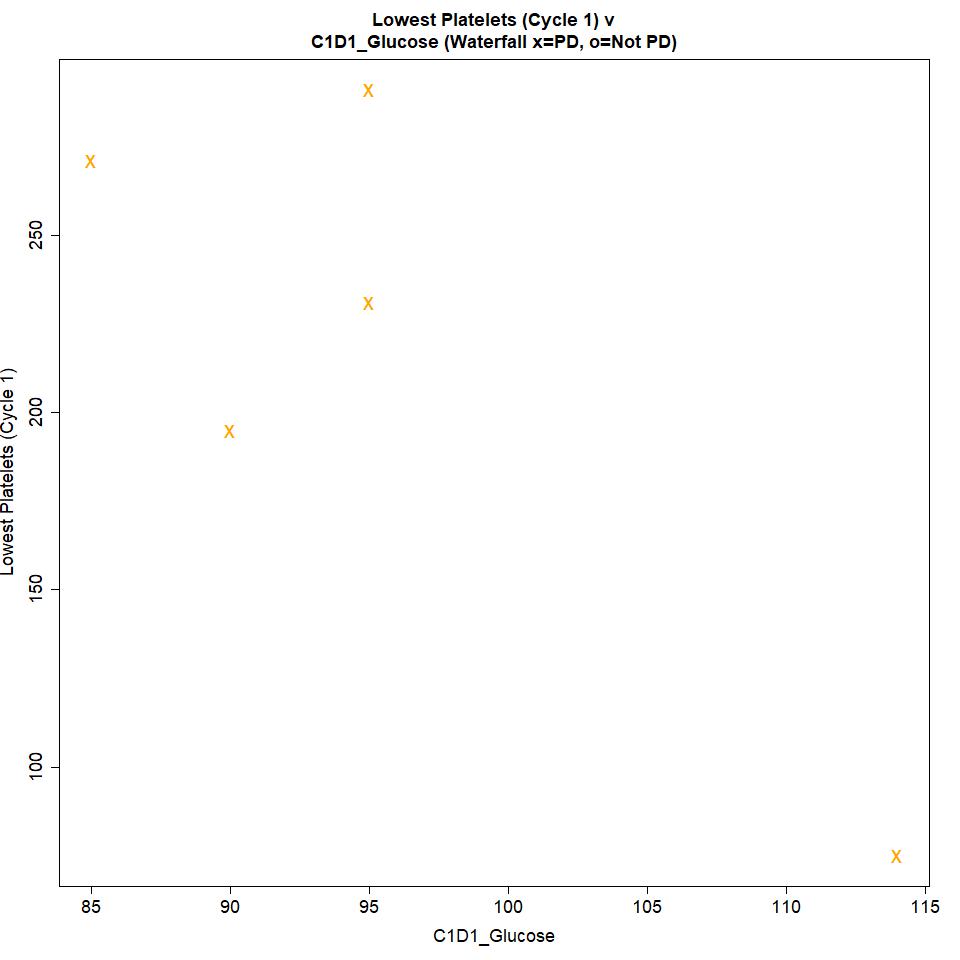 Lowest Platelets (Cycle 1) v
C1D1_Glucose (Waterfall x=PD, o=Not PD)
X
X
250
X
Lowest Platelets (Cycle 1)
200
X
150
100
X
85 90 95 100 105 110 115
C1D1_Glucose